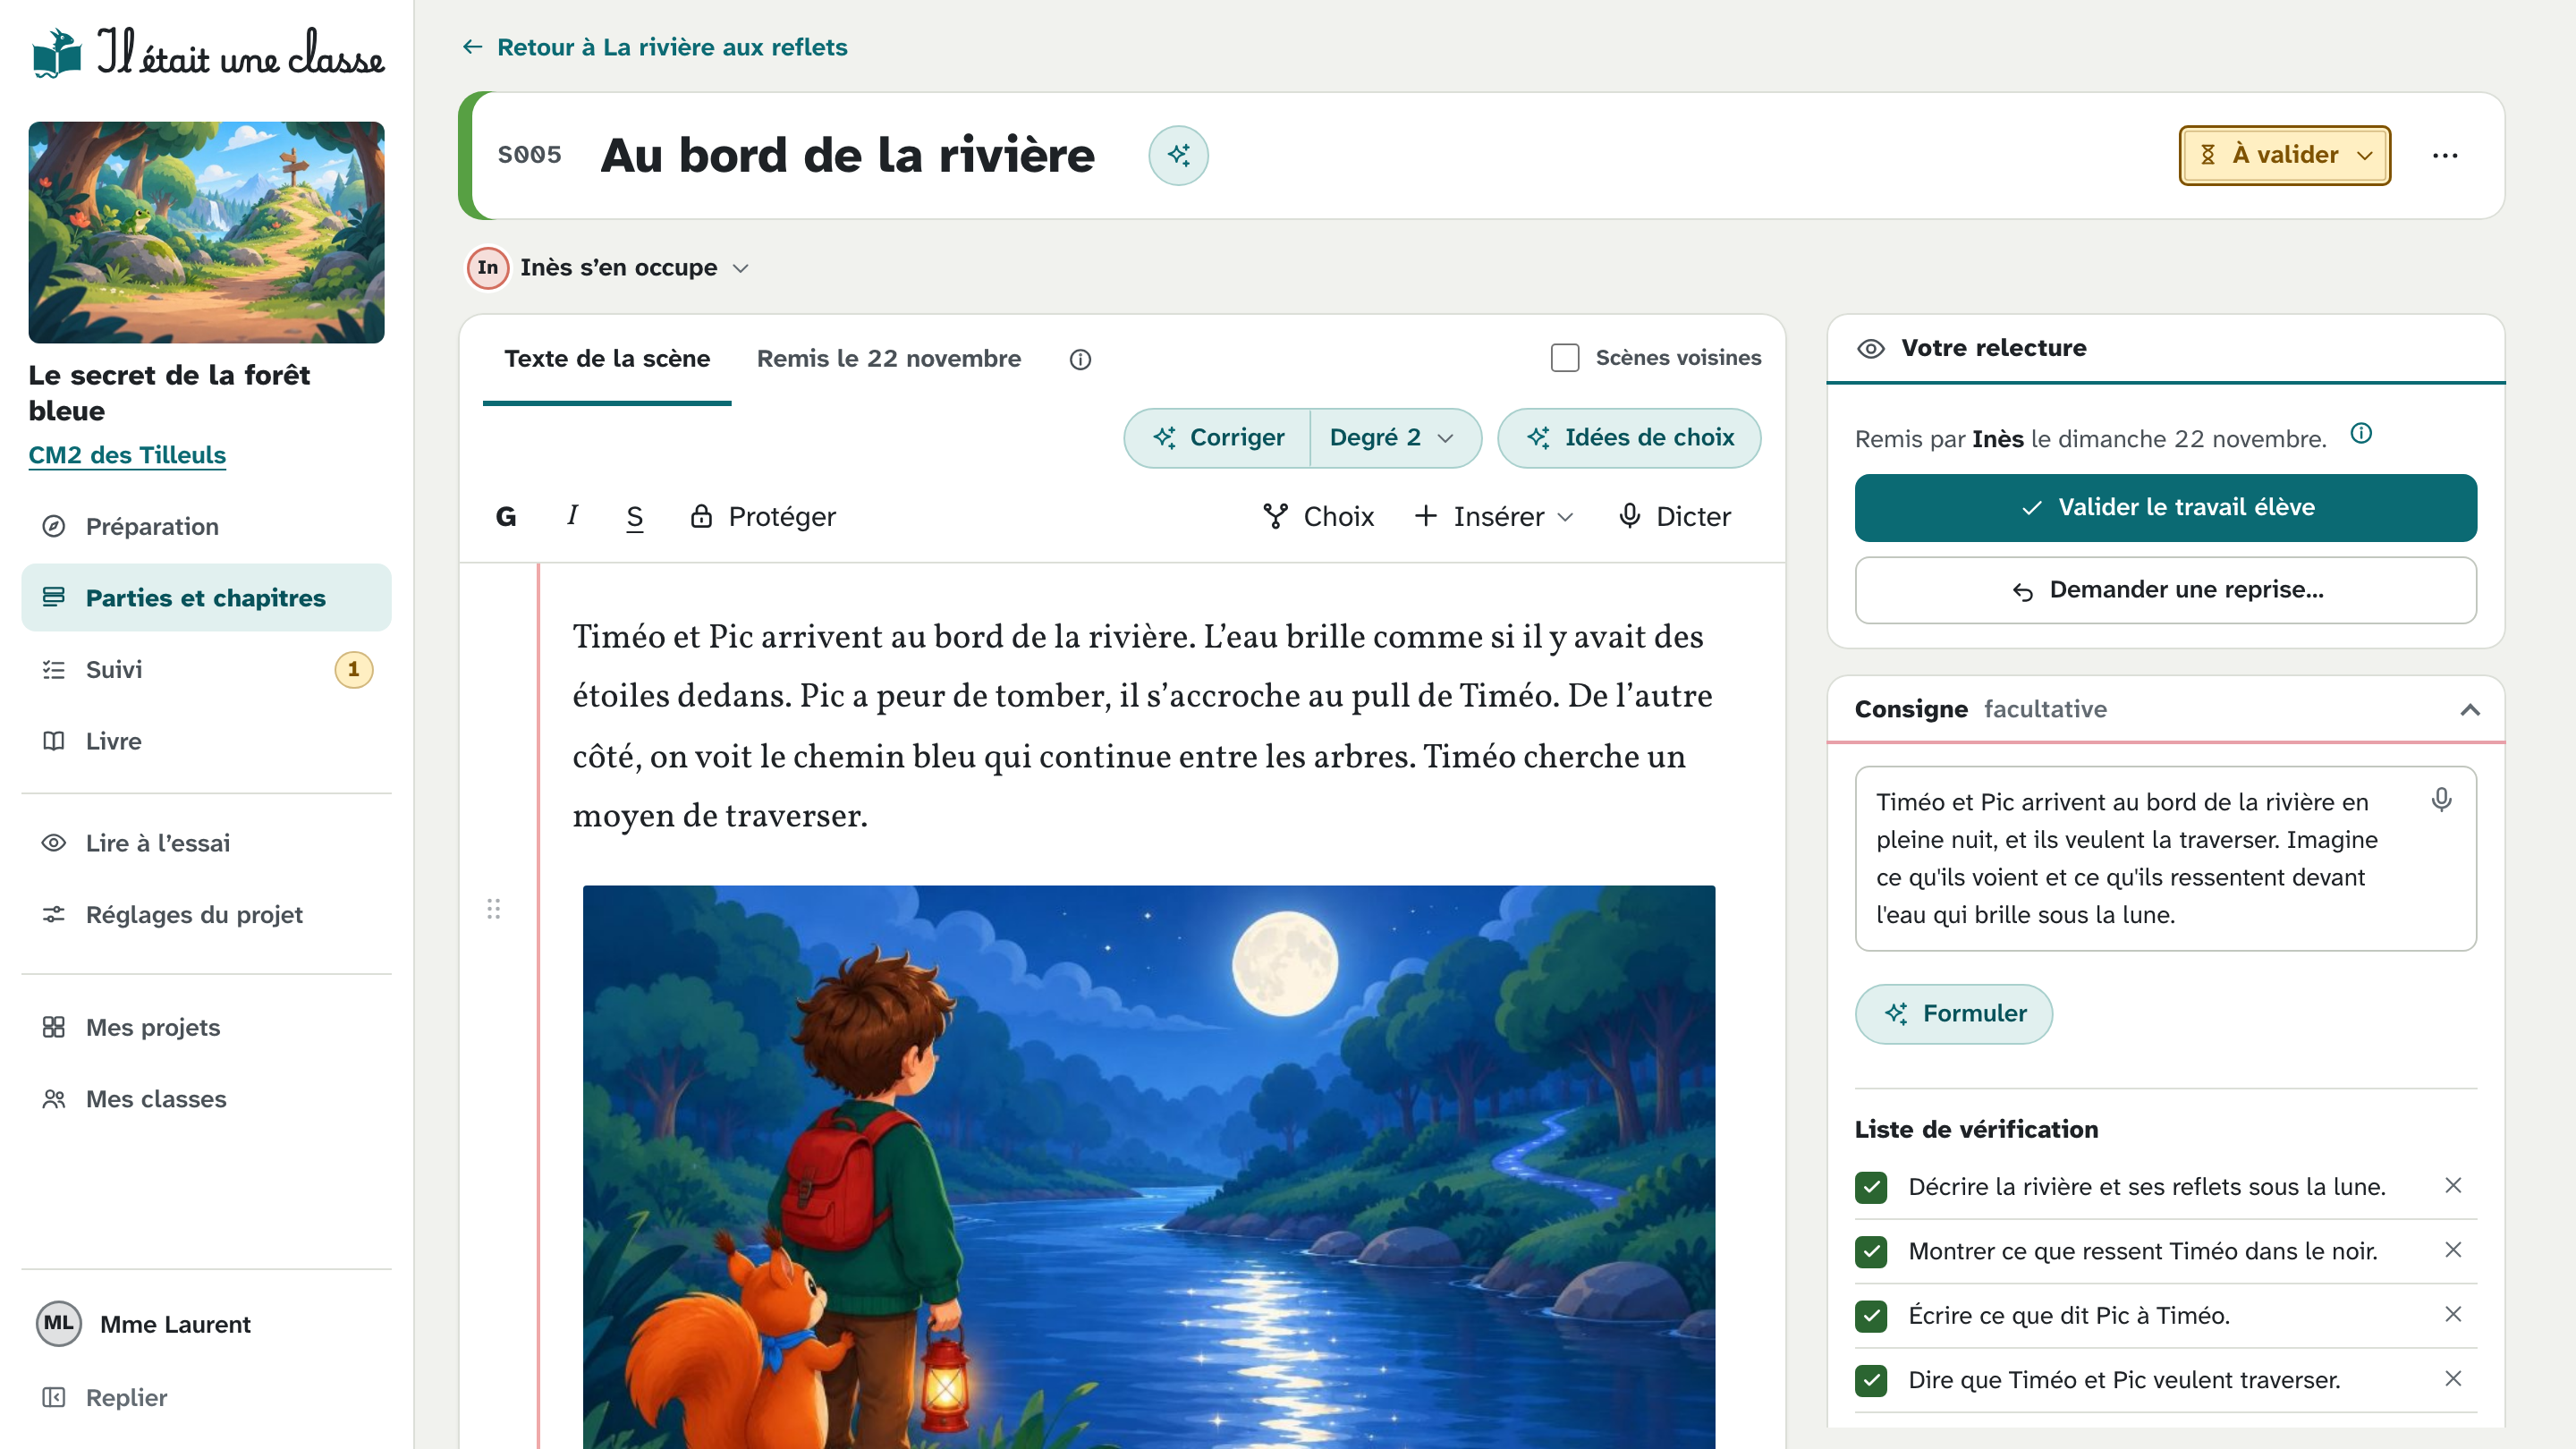 Il était une classe
Le secret de la forêt
bleue
CM2 des Tilleuls
Préparation
Parties et chapitres
Suivi
1
Livre
Lire à l’essai
Réglages du projet
Mes projets
Mes classes
ML
Mme Laurent
Replier
← Retour à La rivière aux reflets
S005
Au bord de la rivière
À valider
In
Inès s’en occupe
Texte de la scène
Remis le 22 novembre
Scènes voisines
Corriger
Degré 2
Idées de choix
G
I
S
Protéger
Choix
Insérer
Dicter
Timéo et Pic arrivent au bord de la rivière. L’eau brille comme si il y avait des
étoiles dedans. Pic a peur de tomber, il s’accroche au pull de Timéo. De l’autre
côté, on voit le chemin bleu qui continue entre les arbres. Timéo cherche un
moyen de traverser.
Votre relecture
Remis par Inès le dimanche 22 novembre.
Valider le travail élève
Demander une reprise…
Consigne facultative
Timéo et Pic arrivent au bord de la rivière en
pleine nuit, et ils veulent la traverser. Imagine
ce qu'ils voient et ce qu'ils ressentent devant
l'eau qui brille sous la lune.
Formuler
Liste de vérification
Décrire la rivière et ses reflets sous la lune.
Montrer ce que ressent Timéo dans le noir.
Écrire ce que dit Pic à Timéo.
Dire que Timéo et Pic veulent traverser.